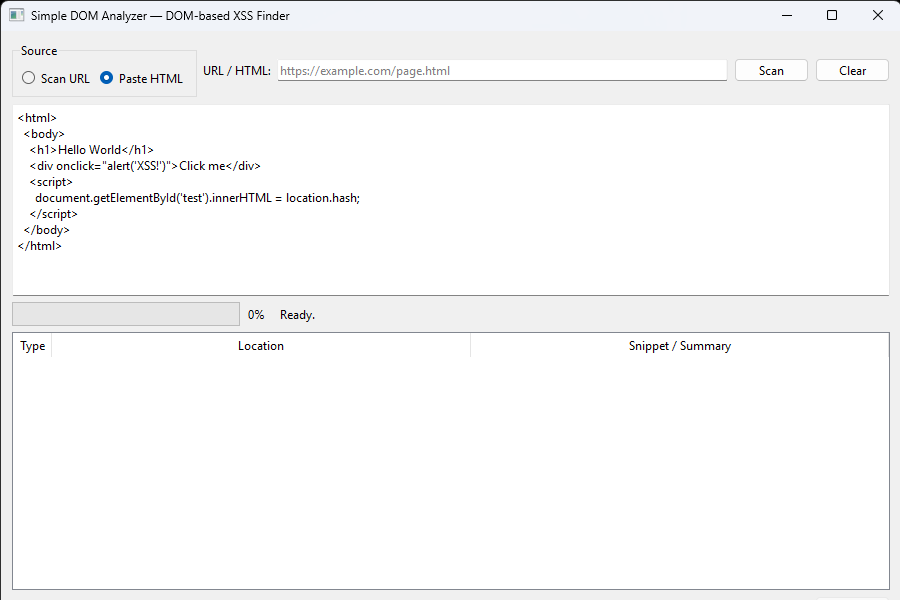 Simple DOM Analyzer — DOM-based XSS Finder
Source
Scan URL Paste HTML URL / HTML: https://example.com/page.html Scan Clear
<html>
  <body>
    <h1>Hello World</h1>
    <div onclick="alert('XSS!')">Click me</div>
    <script>
      document.getElementById('test').innerHTML = location.hash;
    </script>
  </body>
</html>
0% Ready.
Type Location Snippet / Summary